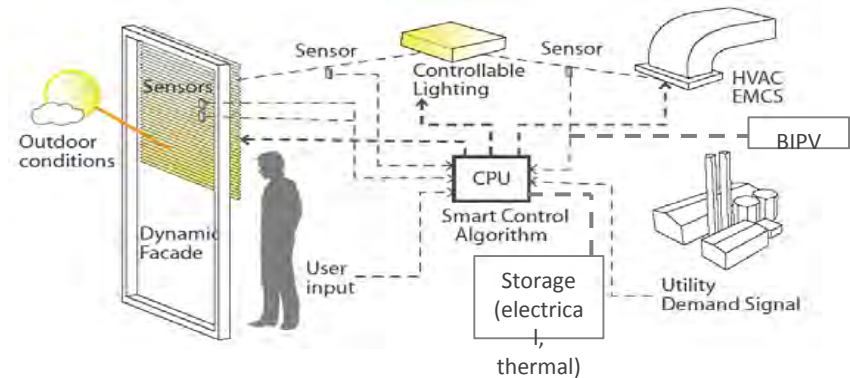 Sensor
Sensor
Controllable
Lighting
HVAC
EMCS
Sensors
Outdoor
conditions
BIPV
CPU
Smart Control
Algorithm
Dynamic
Facade
User
input
Storage
(electrica
l,
thermal)
Utility
Demand Signal